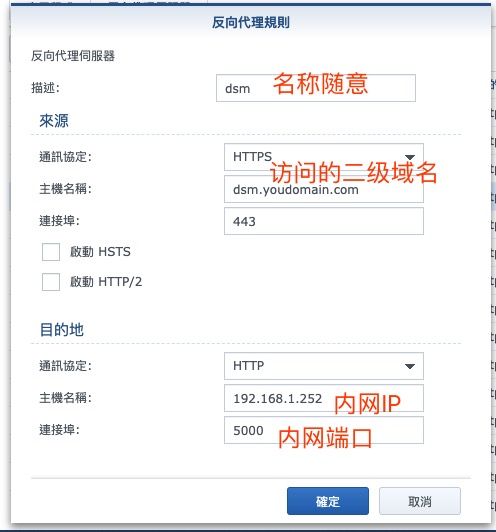 反向代理規則
反向代理伺服器
描述: dsm 名称随意
來源
通訊協定: HTTPS
访问的二级域名
主機名稱: dsm.youdomain.com
連接埠: 443
啟動 HSTS
啟動 HTTP/2
目的地
通訊協定: HTTP
主機名稱: 192.168.1.252 内网IP
連接埠: 5000 内网端口
確定 取消